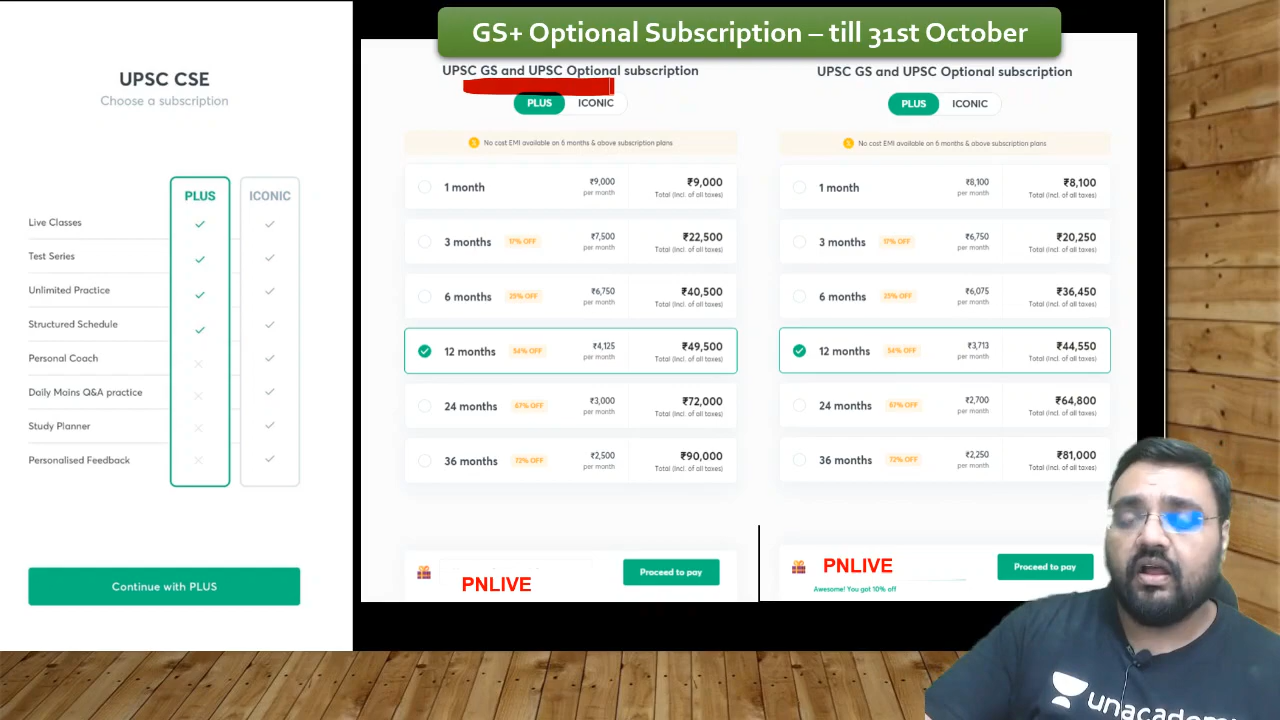 GS+ Optional Subscription – till 31st October
UPSC CSE
Choose a subscription
PLUS
ICONIC
Live Classes
Test Series
Unlimited Practice
Structured Schedule
Personal Coach
Daily Mains Q&A practice
Study Planner
Personalised Feedback
Continue with PLUS
UPSC GS and UPSC Optional subscription
PLUS
ICONIC
No cost EMI available on 6 months & above subscription plans
1 month ₹9,000 ₹9,000
per month Total (Incl. of all taxes)
3 months 17% OFF ₹7,500 ₹22,500
per month Total (Incl. of all taxes)
6 months 25% OFF ₹6,750 ₹40,500
per month Total (Incl. of all taxes)
12 months 54% OFF ₹4,125 ₹49,500
per month Total (Incl. of all taxes)
24 months 67% OFF ₹3,000 ₹72,000
per month Total (Incl. of all taxes)
36 months 72% OFF ₹2,500 ₹90,000
per month Total (Incl. of all taxes)
PNLIVE
Proceed to pay
UPSC GS and UPSC Optional subscription
PLUS
ICONIC
No cost EMI available on 6 months & above subscription plans
1 month ₹8,100 ₹8,100
per month Total (Incl. of all taxes)
3 months 17% OFF ₹6,750 ₹20,250
per month Total (Incl. of all taxes)
6 months 25% OFF ₹6,075 ₹36,450
per month Total (Incl. of all taxes)
12 months 54% OFF ₹3,713 ₹44,550
per month Total (Incl. of all taxes)
24 months 67% OFF ₹2,700 ₹64,800
per month Total (Incl. of all taxes)
36 months 72% OFF ₹2,250 ₹81,000
per month Total (Incl. of all taxes)
PNLIVE
Proceed to pay
Awesome! You got 10% off
unacademy